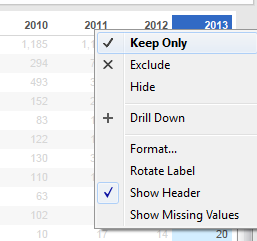 2010 2011 2012 2013
1,185
294
493
152
83
122
130
63
102
10 17 14 20
Keep Only
Exclude
Hide
Drill Down
Format...
Rotate Label
Show Header
Show Missing Values